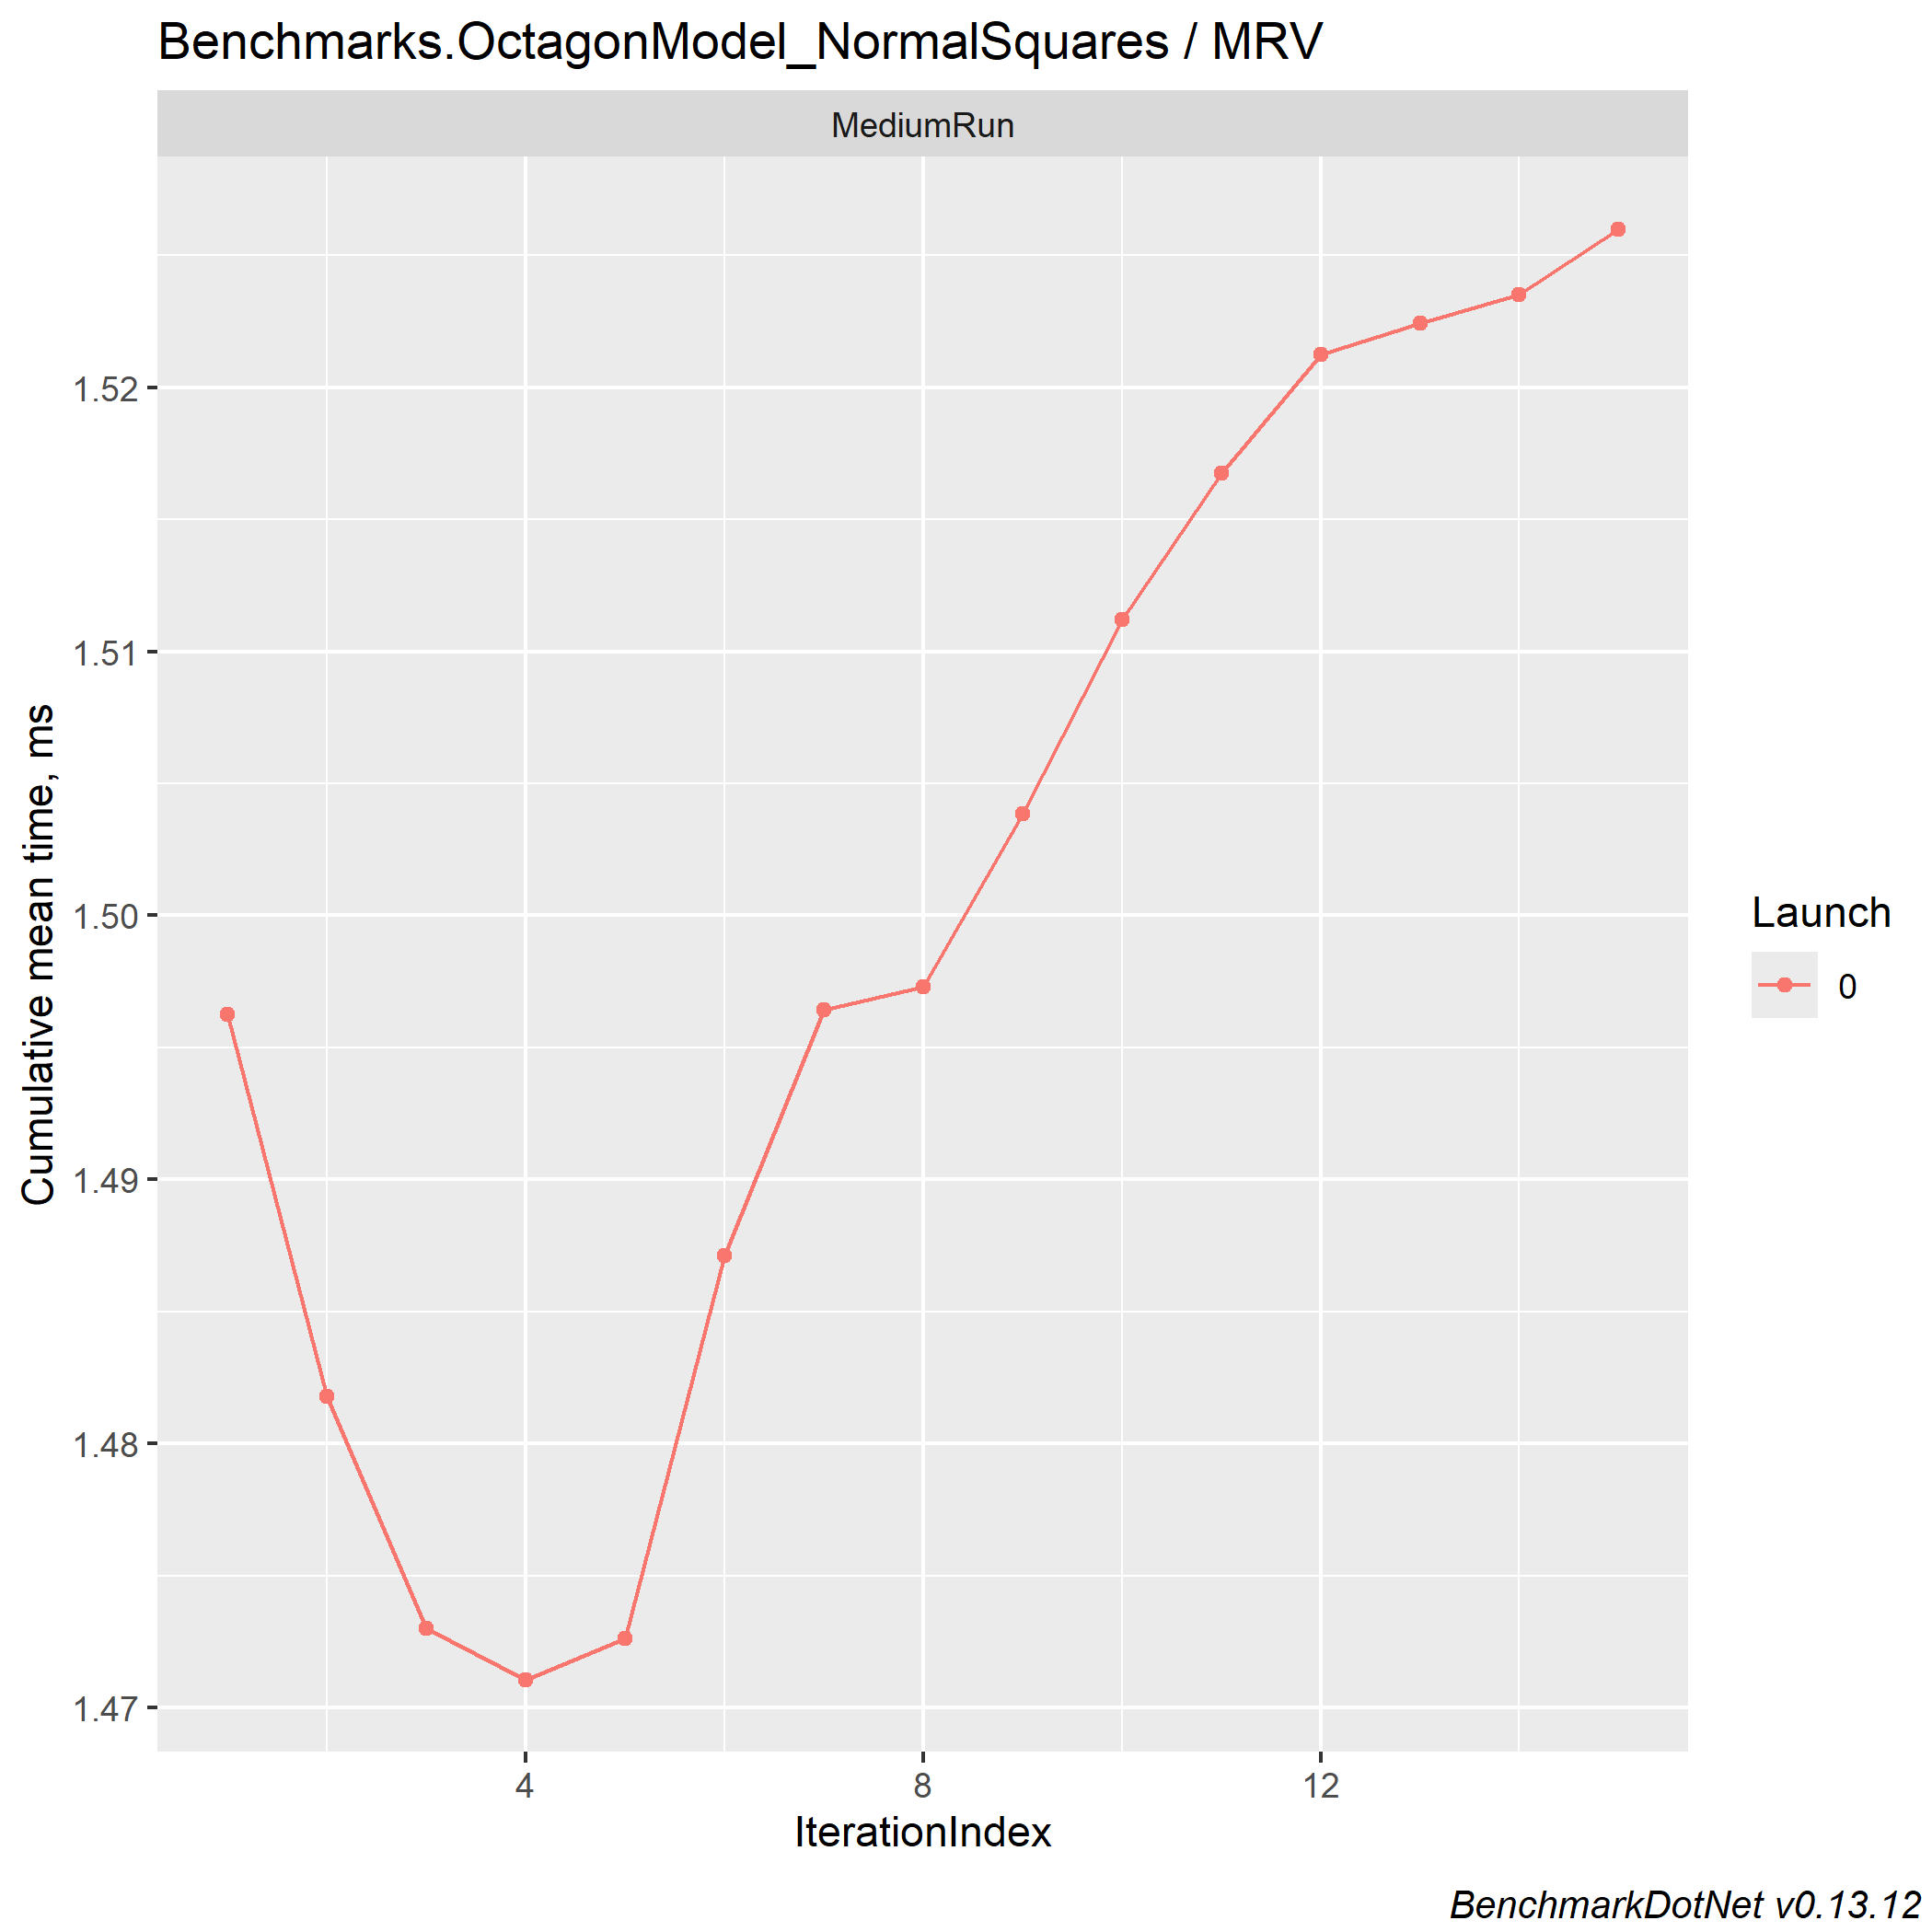 Benchmarks.OctagonModel_NormalSquares / MRV
MediumRun
Cumulative mean time, ms
1.52
1.51
1.50
1.49
1.48
1.47
4
8
12
IterationIndex
Launch
0
BenchmarkDotNet v0.13.12